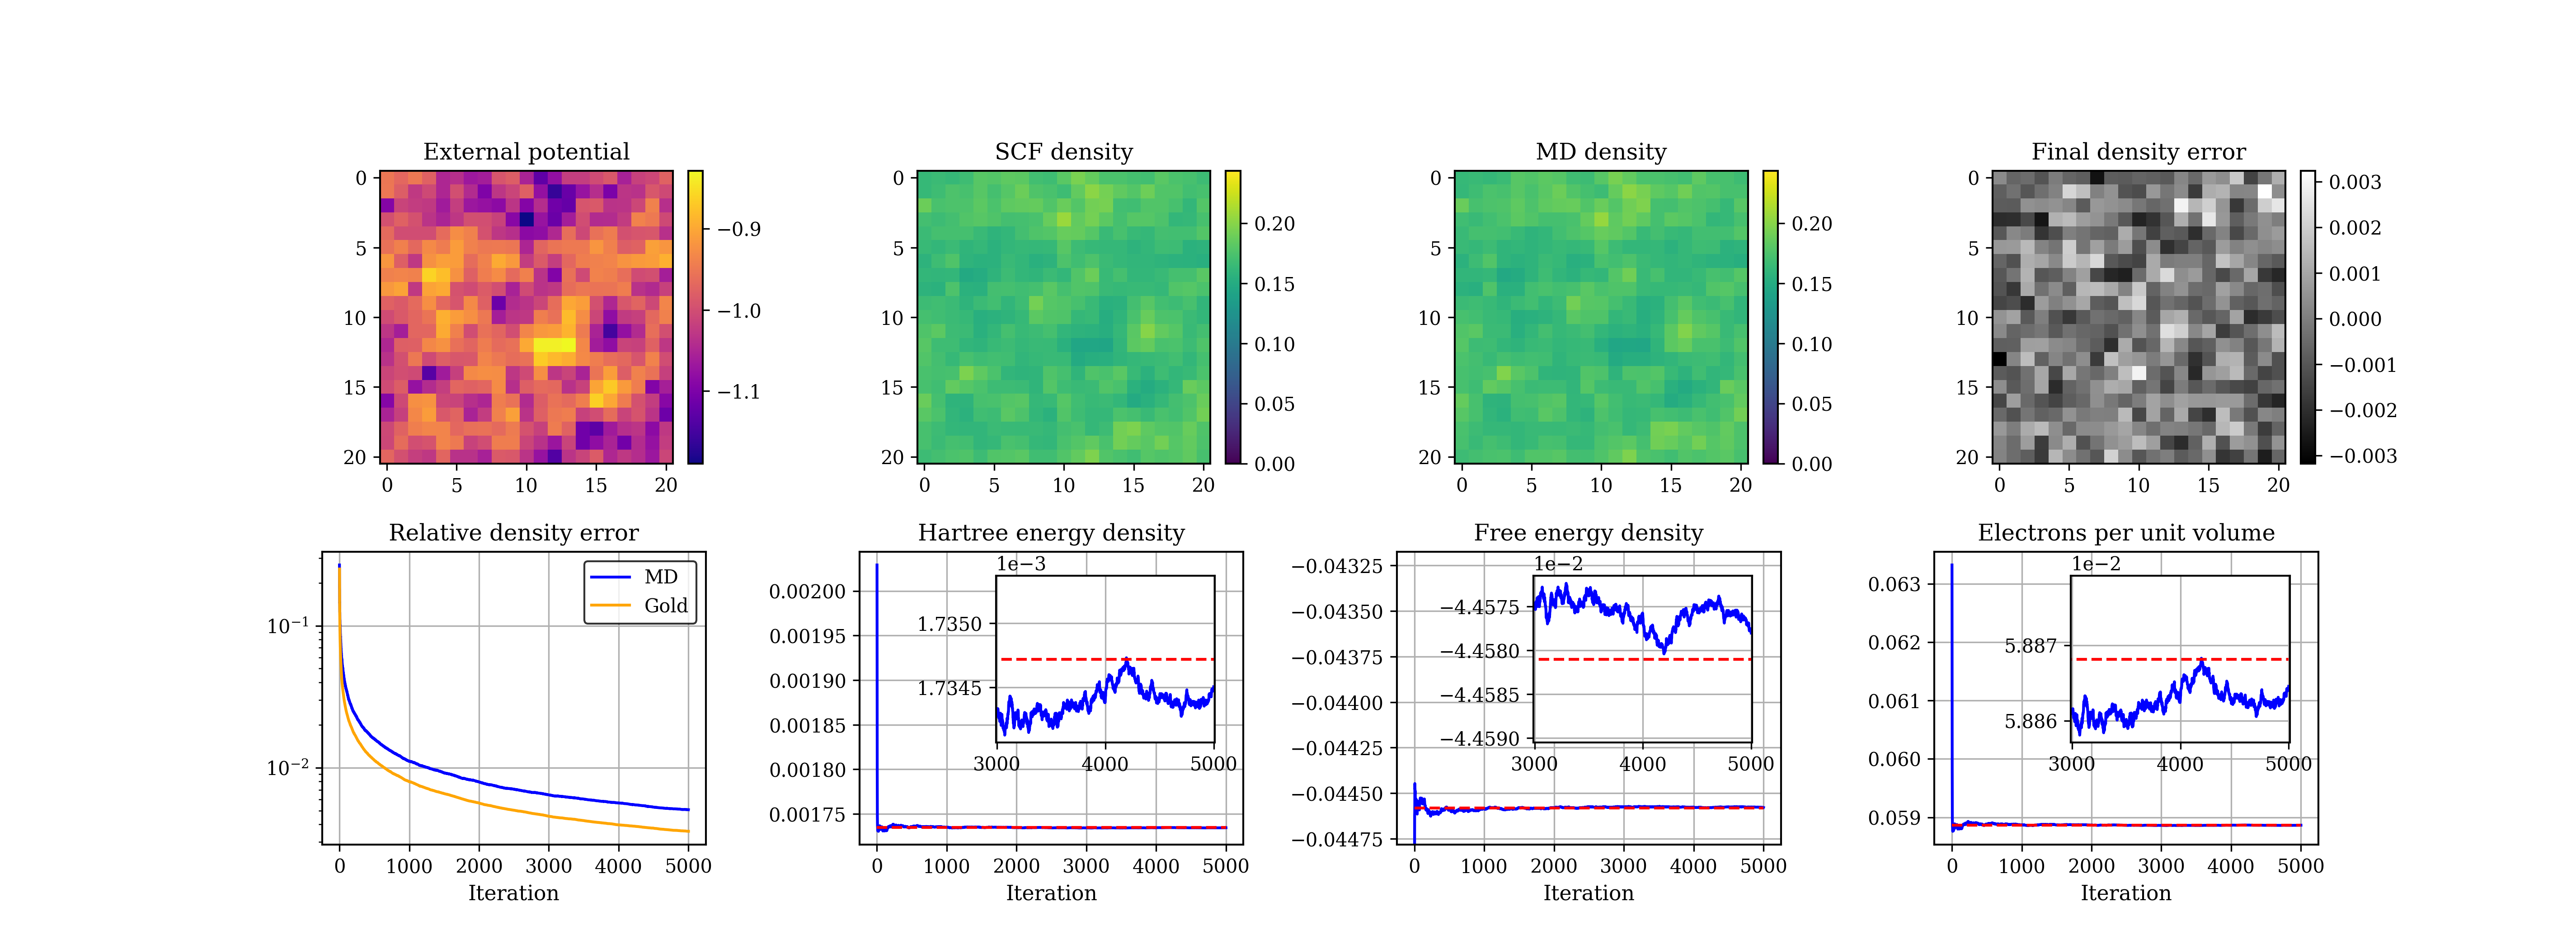 External potential
0
5
10
15
20
0 5 10 15 20
−0.9
−1.0
−1.1
SCF density
0
5
10
15
20
0 5 10 15 20
0.20
0.15
0.10
0.05
0.00
MD density
0
5
10
15
20
0 5 10 15 20
0.20
0.15
0.10
0.05
0.00
Final density error
0
5
10
15
20
0 5 10 15 20
0.003
0.002
0.001
0.000
−0.001
−0.002
−0.003
Relative density error
10⁻¹
10⁻²
MD
Gold
0 1000 2000 3000 4000 5000
Iteration
Hartree energy density
0.00200
0.00195
0.00190
0.00185
0.00180
0.00175
1e−3
1.7350
1.7345
3000 4000 5000
0 1000 2000 3000 4000 5000
Iteration
Free energy density
−0.04325
−0.04350
−0.04375
−0.04400
−0.04425
−0.04450
−0.04475
1e−2
−4.4575
−4.4580
−4.4585
−4.4590
3000 4000 5000
0 1000 2000 3000 4000 5000
Iteration
Electrons per unit volume
0.063
0.062
0.061
0.060
0.059
1e−2
5.887
5.886
3000 4000 5000
0 1000 2000 3000 4000 5000
Iteration